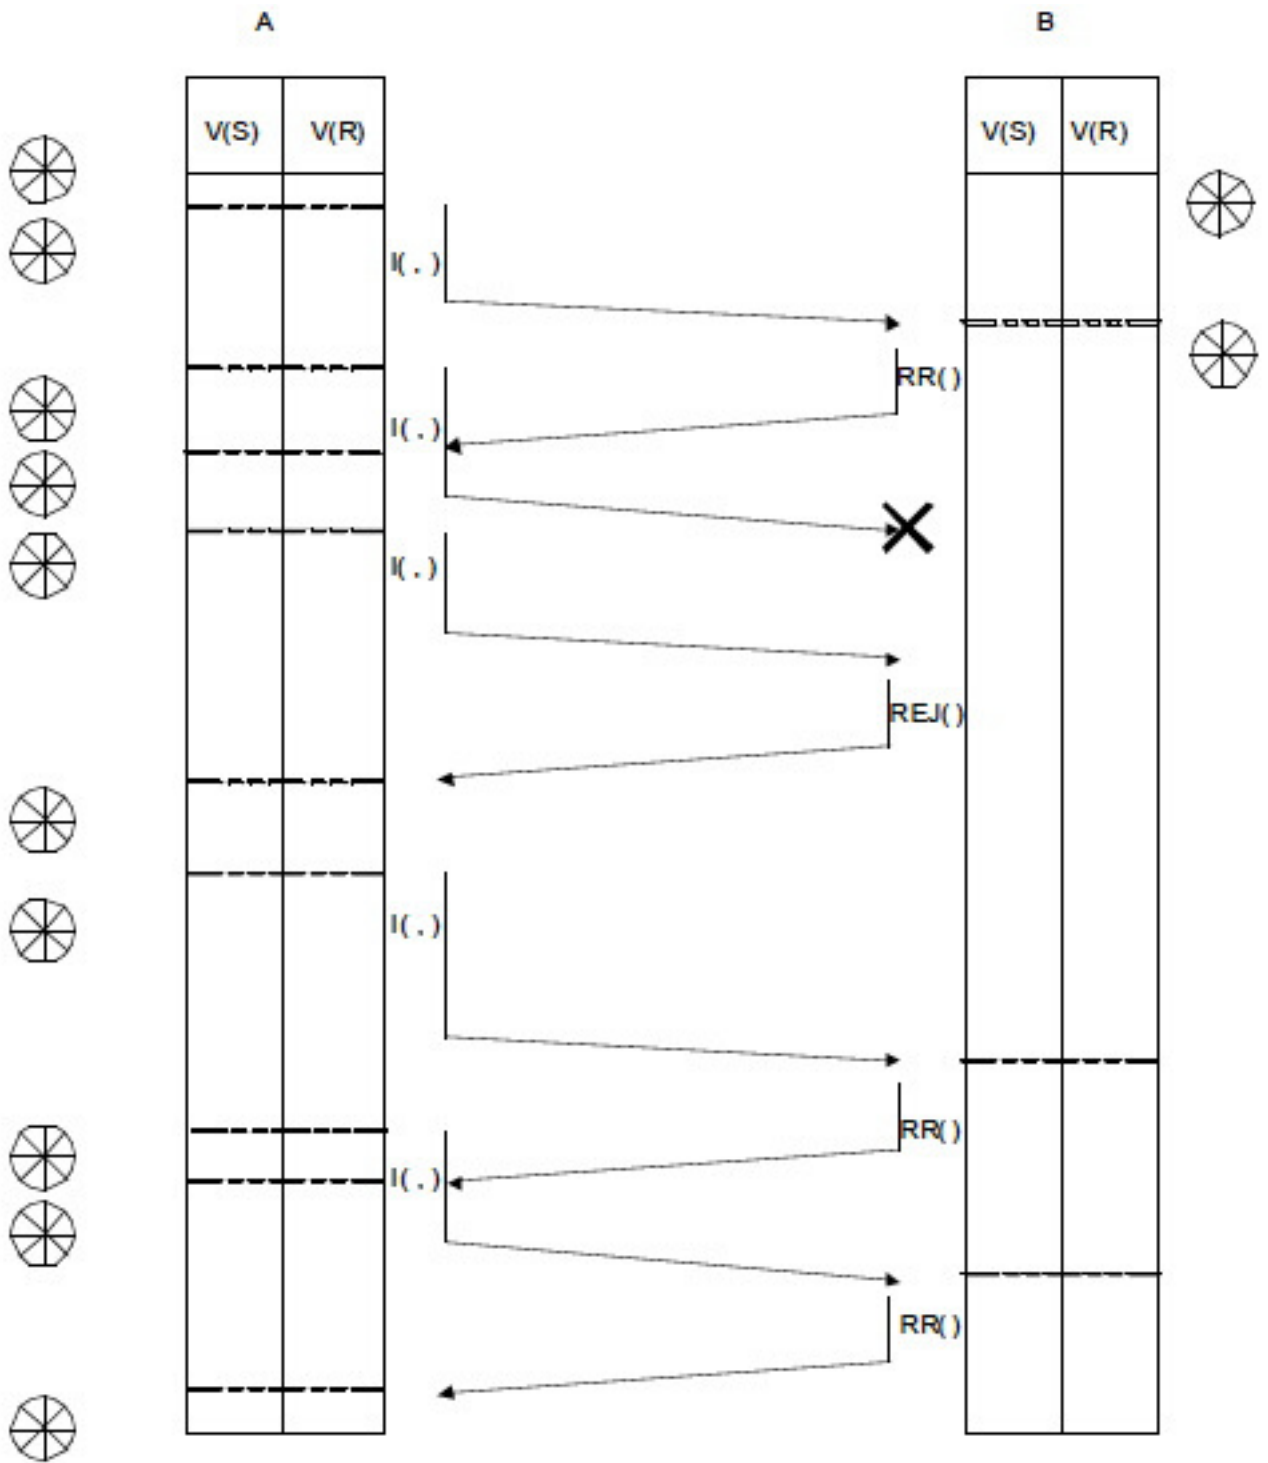 A B
V(S) V(R) V(S) V(R)
I( . )
RR( )
I( . )
I( . )
REJ( )
I( . )
RR( )
I( . )
RR( )